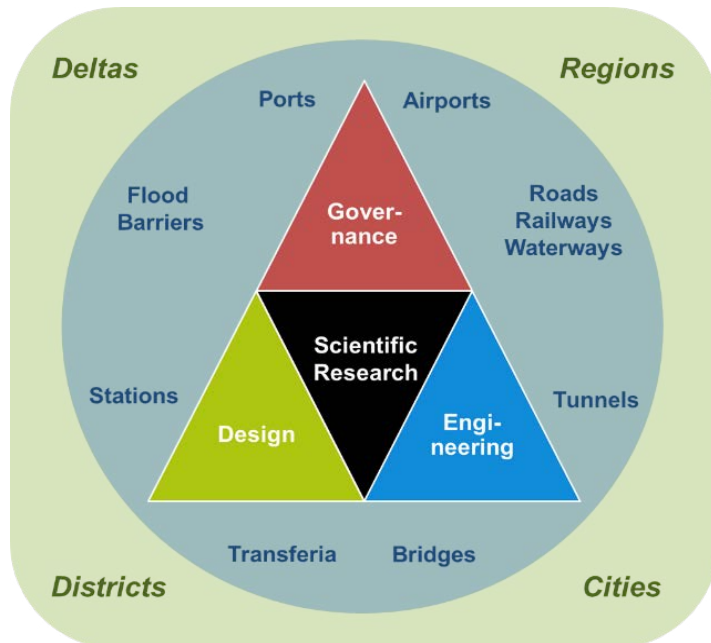 Deltas
Regions
Ports
Airports
Flood
Barriers
Roads
Railways
Waterways
Gover-
nance
Scientific
Research
Stations
Tunnels
Design
Engi-
neering
Transferia
Bridges
Districts
Cities